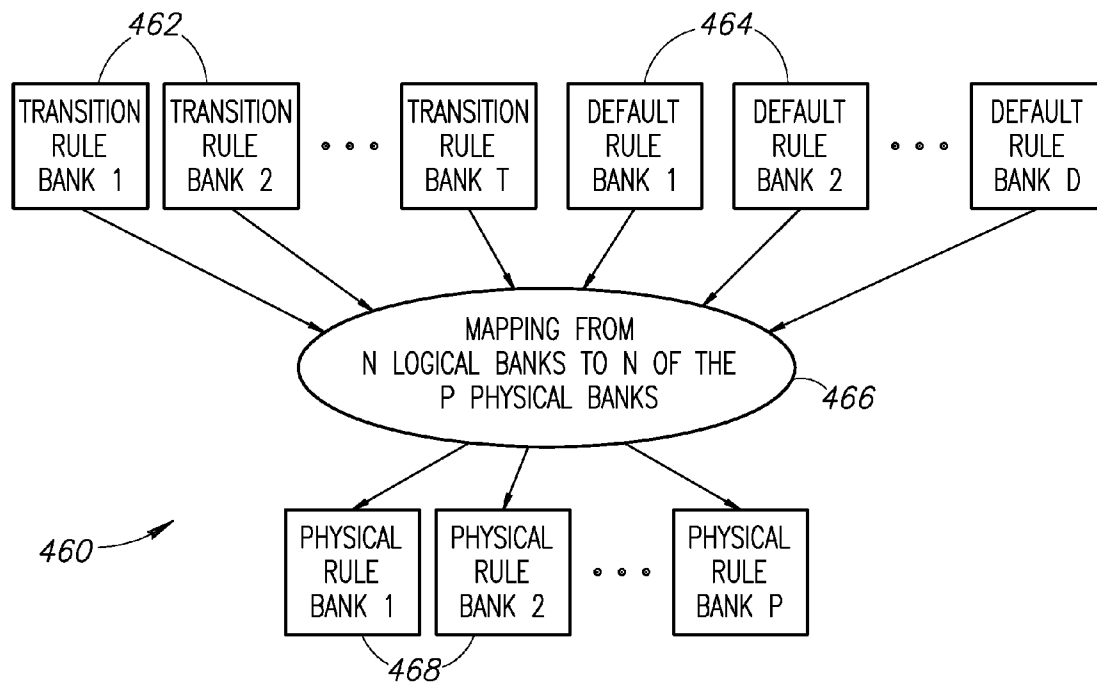 462
464
TRANSITION
RULE
BANK 1
TRANSITION
RULE
BANK 2
TRANSITION
RULE
BANK T
DEFAULT
RULE
BANK 1
DEFAULT
RULE
BANK 2
DEFAULT
RULE
BANK D
MAPPING FROM
N LOGICAL BANKS TO N OF THE
P PHYSICAL BANKS
466
460
PHYSICAL
RULE
BANK 1
PHYSICAL
RULE
BANK 2
PHYSICAL
RULE
BANK P
468